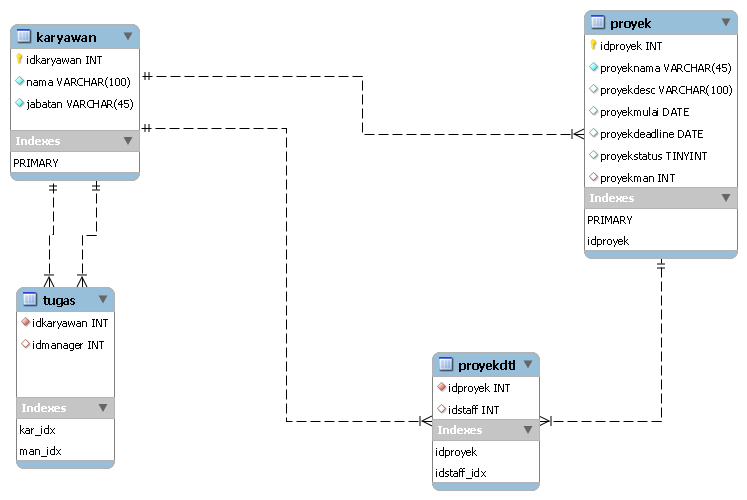 karyawan
idkaryawan INT
nama VARCHAR(100)
jabatan VARCHAR(45)
Indexes
PRIMARY
proyek
idproyek INT
proyeknama VARCHAR(45)
proyekdesc VARCHAR(100)
proyekmulai DATE
proyekdeadline DATE
proyekstatus TINYINT
proyekman INT
Indexes
PRIMARY
idproyek
tugas
idkaryawan INT
idmanager INT
Indexes
kar_idx
man_idx
proyekdtl
idproyek INT
idstaff INT
Indexes
idproyek
idstaff_idx